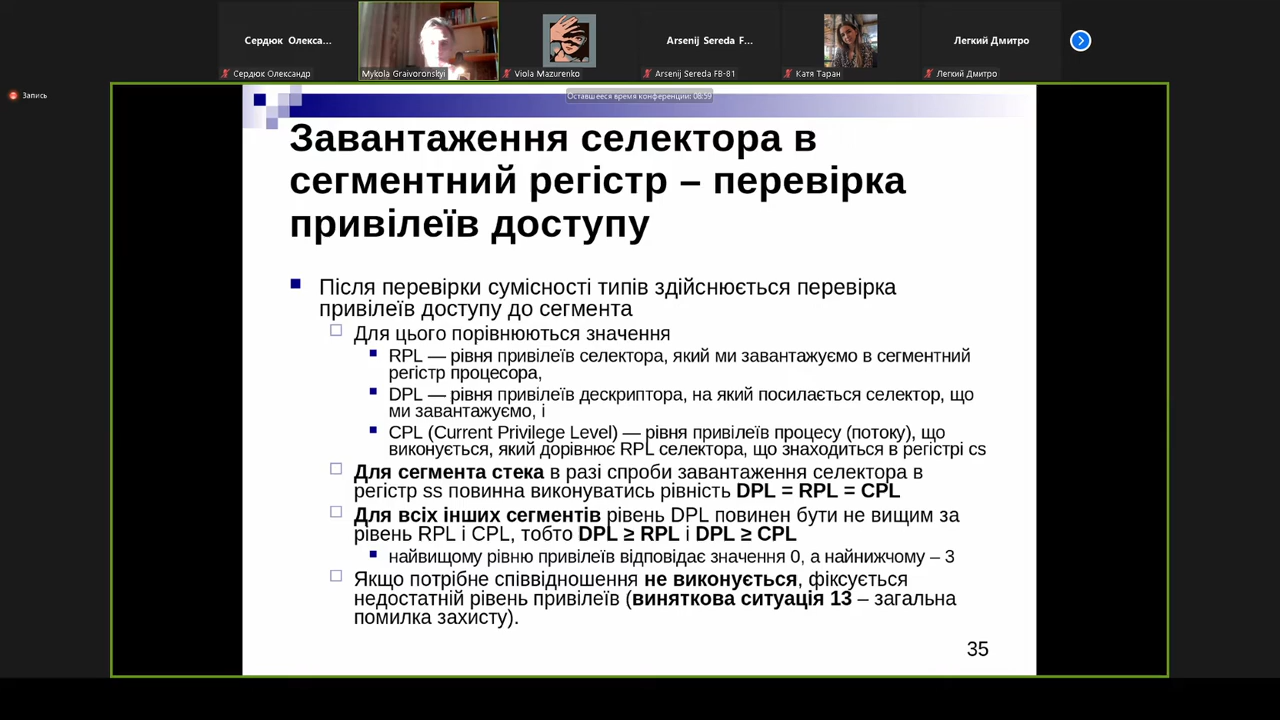 Сердюк Олекса...
Arsenij Sereda F...
Легкий Дмитро
Сердюк Олександр
Mykola Graivoronskyi
Viola Mazurenko
Arsenij Sereda FB-81
Катя Таран
Легкий Дмитро
Запись
Оставшееся время конференции: 08:59
Завантаження селектора в
сегментний регістр – перевірка
привілеїв доступу
Після перевірки сумісності типів здійснюється перевірка
привілеїв доступу до сегмента
Для цього порівнюються значення
RPL — рівня привілеїв селектора, який ми завантажуємо в сегментний
регістр процесора,
DPL — рівня привілеїв дескриптора, на який посилається селектор, що
ми завантажуємо, і
CPL (Current Privilege Level) — рівня привілеїв процесу (потоку), що
виконується, який дорівнює RPL селектора, що знаходиться в регістрі cs
Для сегмента стека в разі спроби завантаження селектора в
регістр ss повинна виконуватись рівність DPL = RPL = CPL
Для всіх інших сегментів рівень DPL повинен бути не вищим за
рівень RPL і CPL, тобто DPL ≥ RPL і DPL ≥ CPL
найвищому рівню привілеїв відповідає значення 0, а найнижчому – 3
Якщо потрібне співвідношення не виконується, фіксується
недостатній рівень привілеїв (виняткова ситуація 13 – загальна
помилка захисту).
35